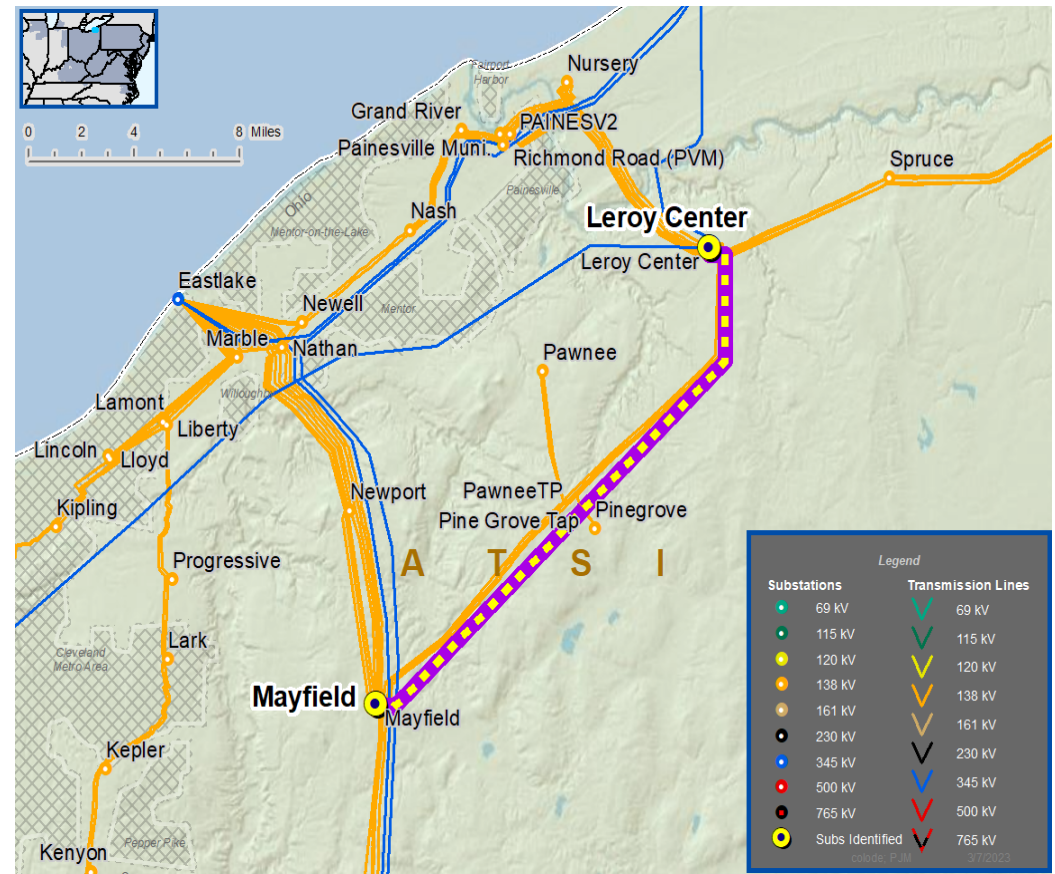 Nursery
Fairport
Harbor
Grand River
PAINESV2
Painesville Muni.
Richmond Road (PVM)
Spruce
Painesville
Nash
Ohio
Mentor-on-the-Lake
Leroy Center
Leroy Center
Eastlake
Newell
Mentor
Marble
Nathan
Pawnee
Willoughby
Lamont
Liberty
Lincoln
Lloyd
Newport
PawneeTP
Kipling
Pine Grove Tap
Pinegrove
A T S I
Progressive
Lark
Cleveland
Metro Area
Mayfield
Mayfield
Kepler
Pepper Pike
Kenyon
0 2 4 8 Miles
Legend
Substations Transmission Lines
69 kV 69 kV
115 kV 115 kV
120 kV 120 kV
138 kV 138 kV
161 kV 161 kV
230 kV 230 kV
345 kV 345 kV
500 kV 500 kV
765 kV 765 kV
Subs Identified
colode; PJM 3/7/2023